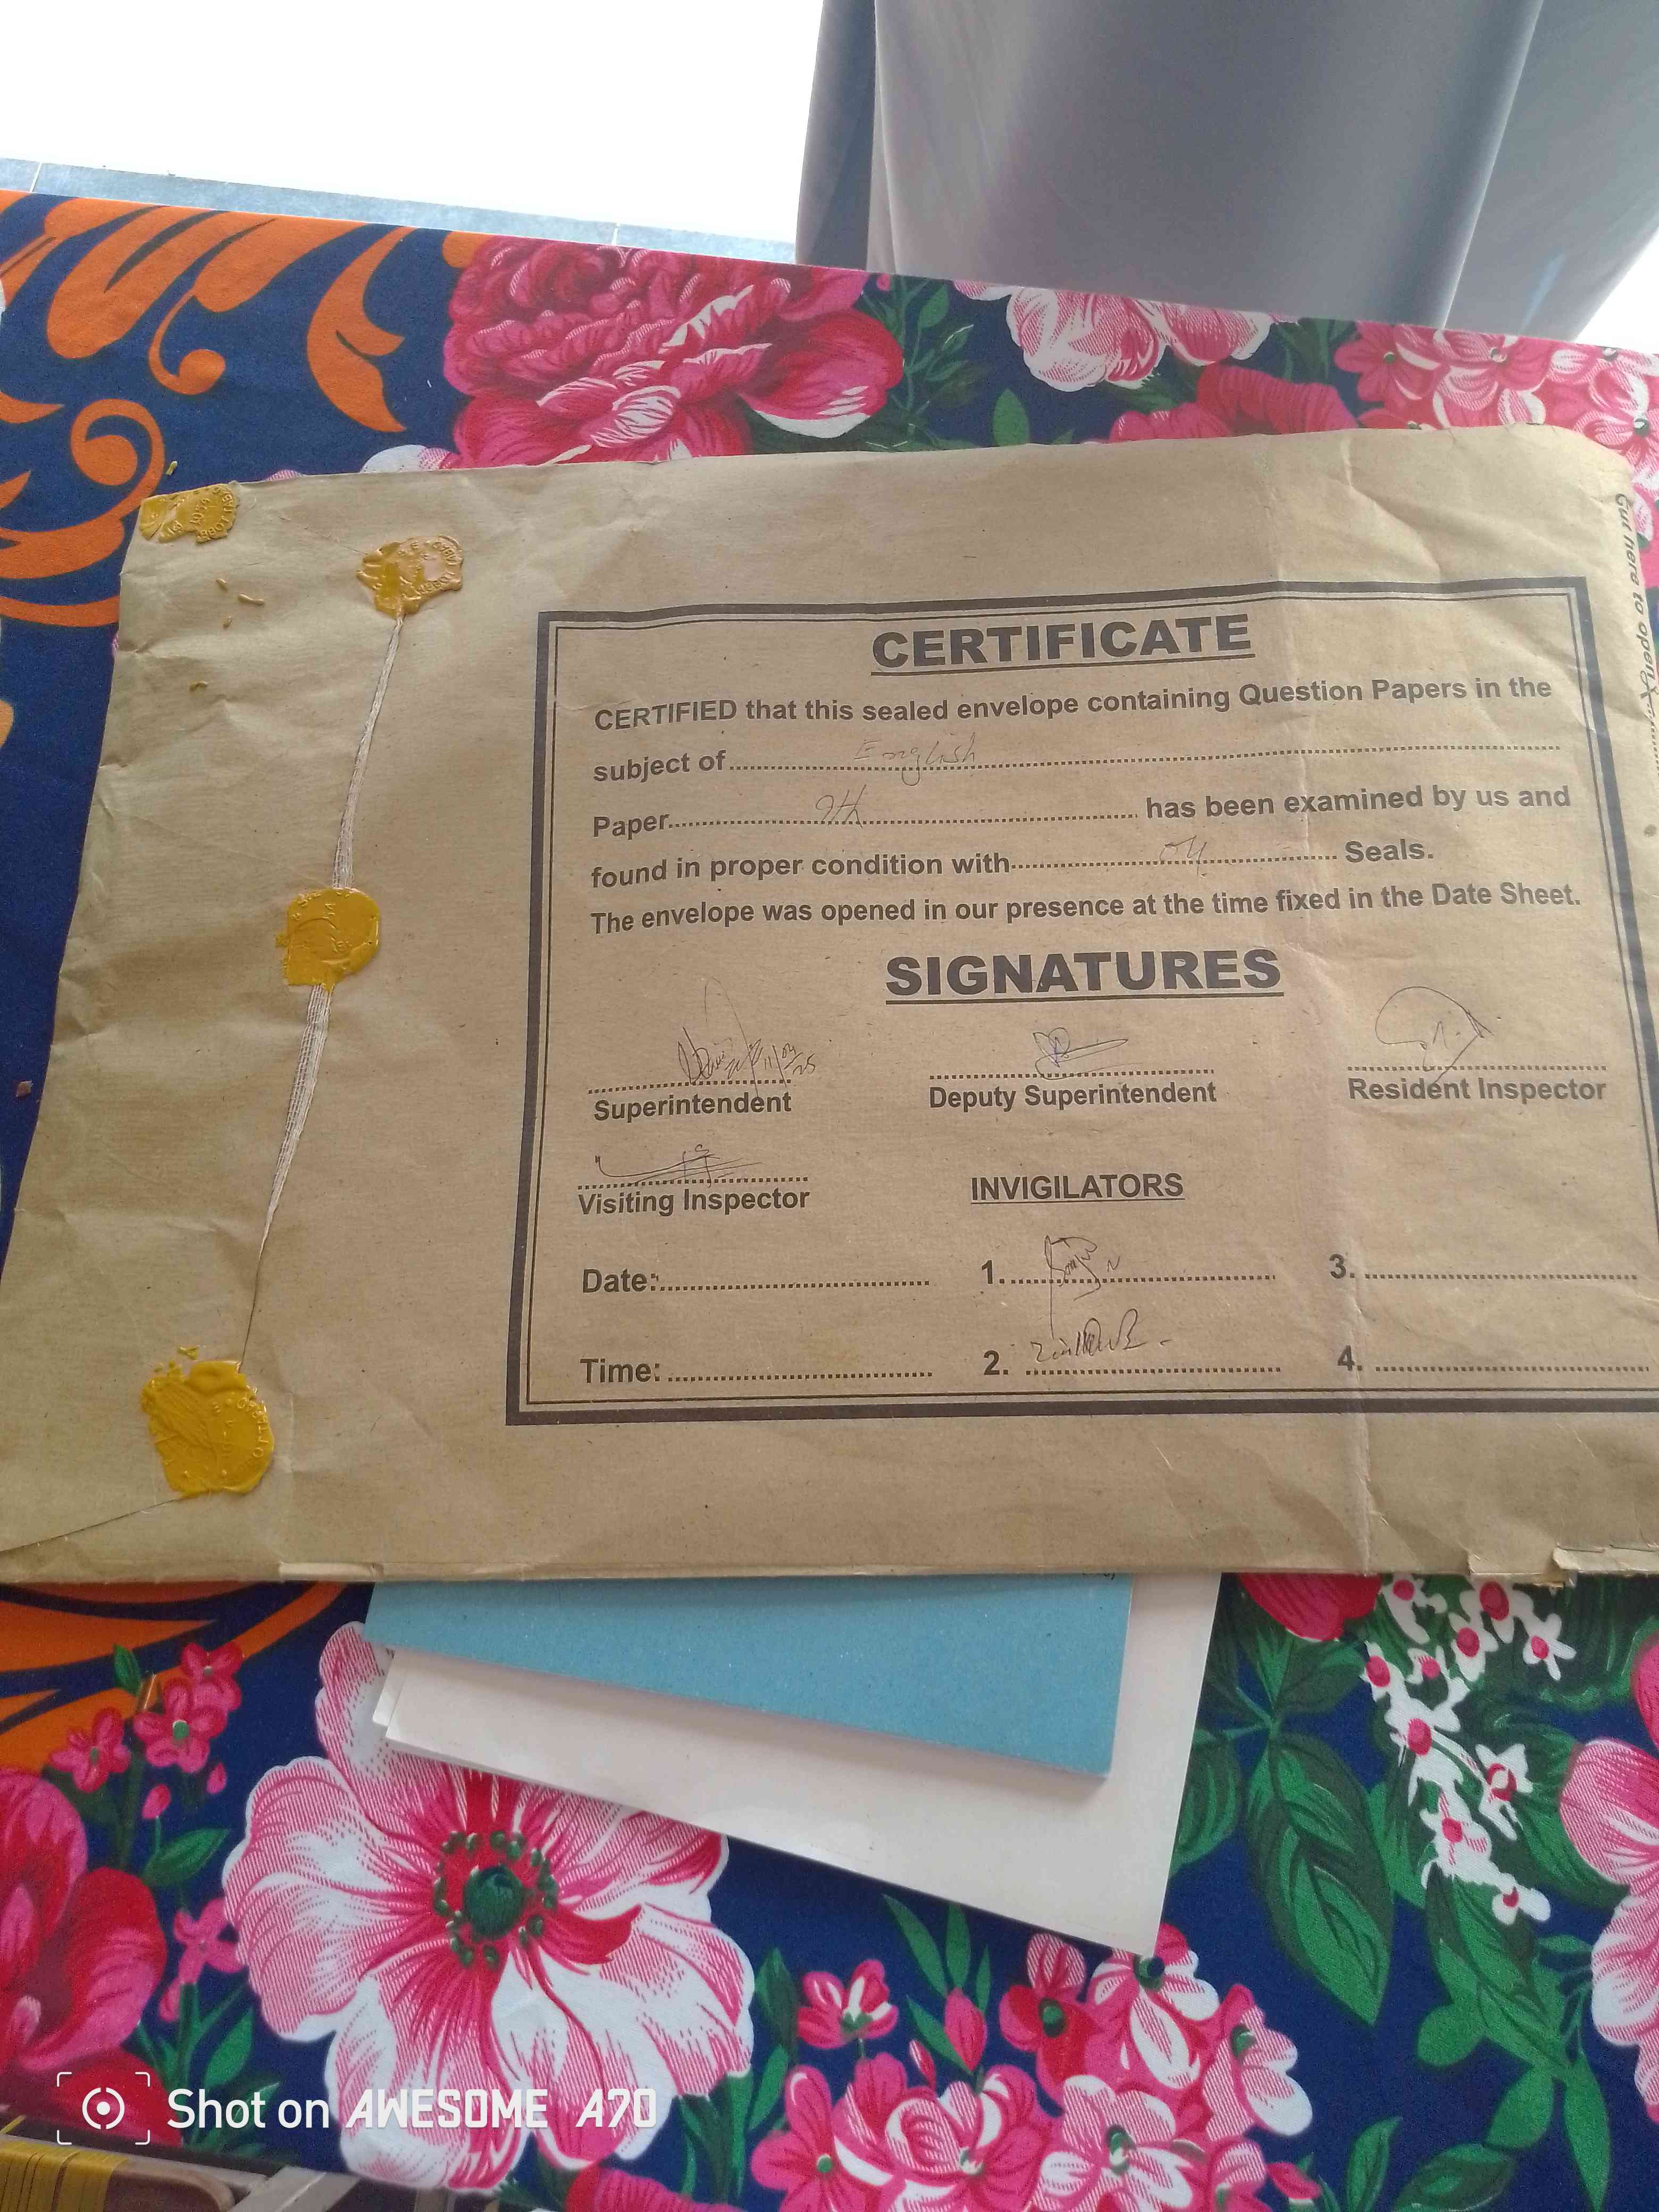 Cut here to open
CERTIFICATE
CERTIFIED that this sealed envelope containing Question Papers in the
subject of English
Paper 9th has been examined by us and
found in proper condition with 04 Seals.
The envelope was opened in our presence at the time fixed in the Date Sheet.
SIGNATURES
11/04/25
Superintendent Deputy Superintendent Resident Inspector
Visiting Inspector INVIGILATORS
Date: 1. 3.
Time: 2. 4.
Shot on AWESOME A70